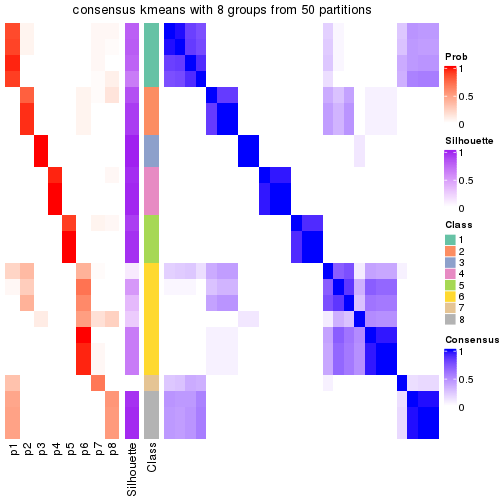 consensus kmeans with 8 groups from 50 partitions
Prob
1
0.5
0
Silhouette
1
0.5
0
Class
1
2
3
4
5
6
7
8
Consensus
1
0.5
0
p1
p2
p3
p4
p5
p6
p7
p8
Silhouette
Class